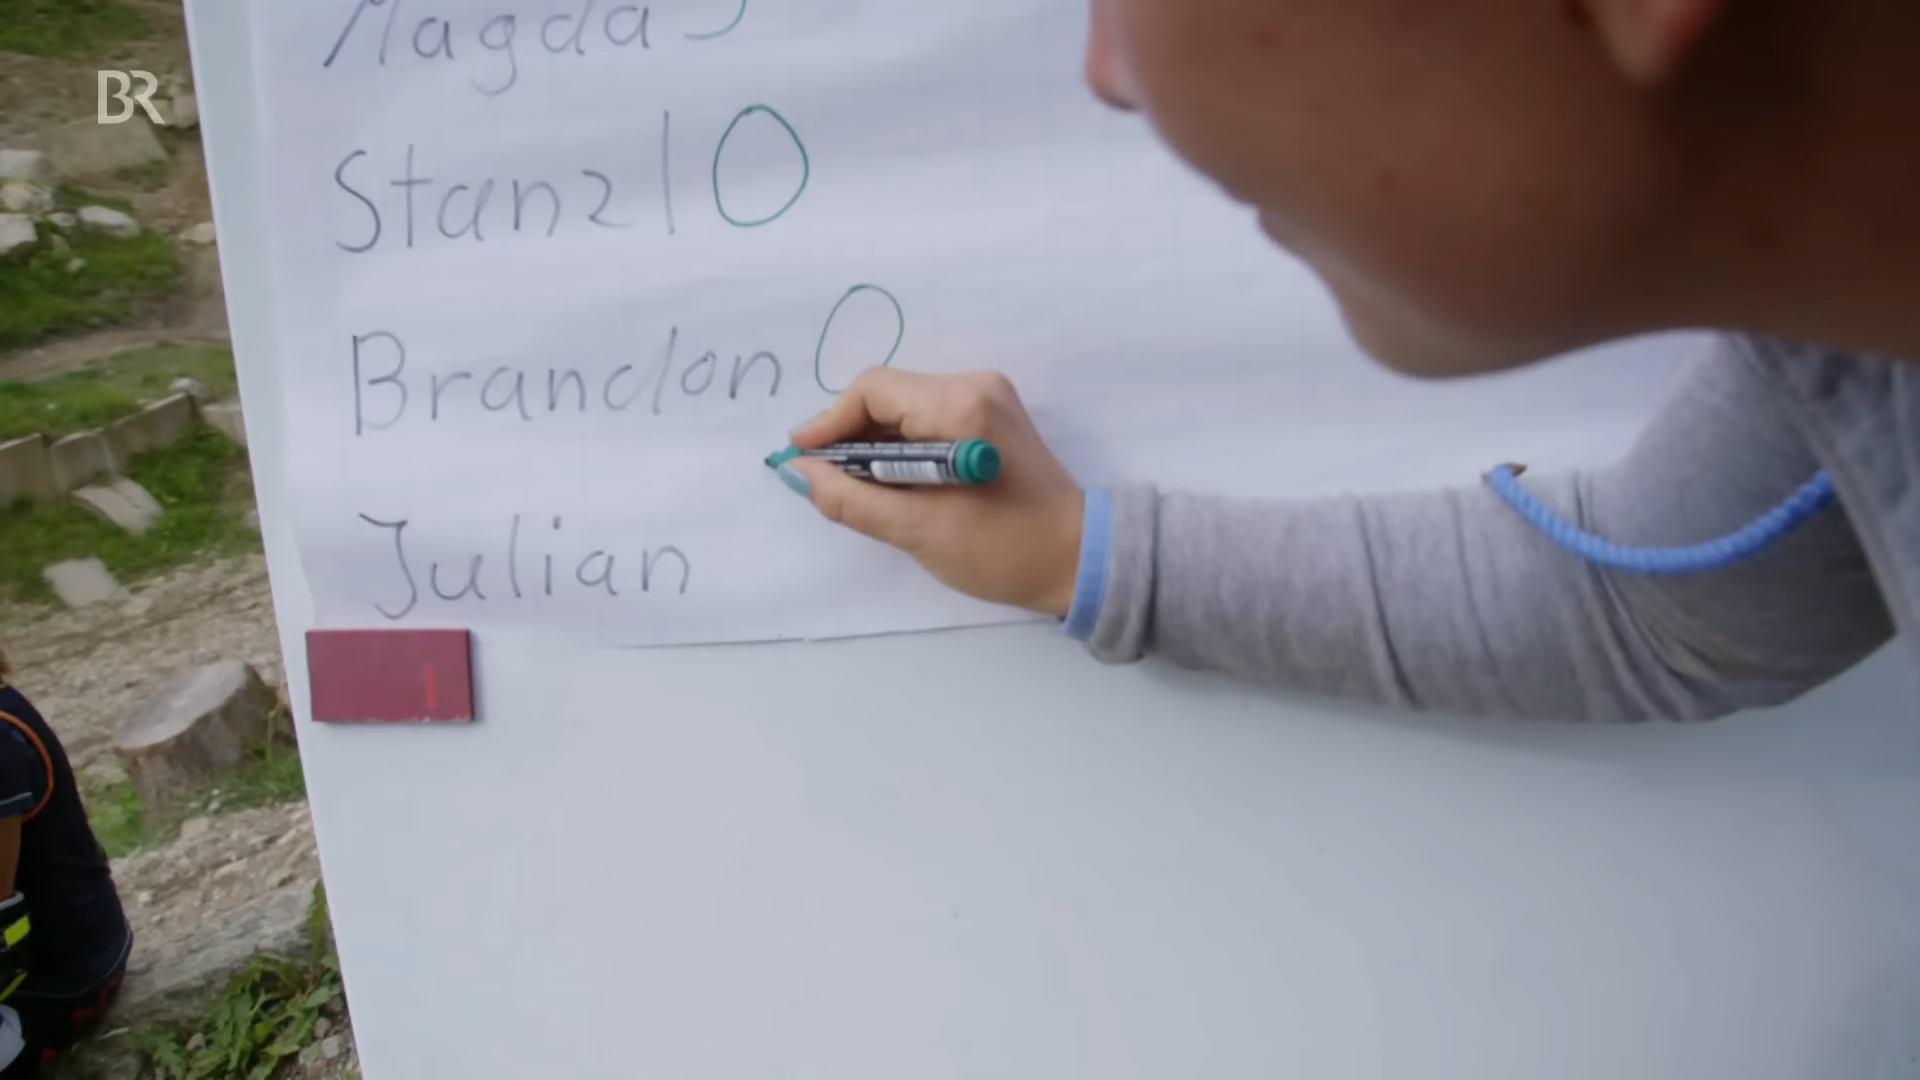 Magda
BR
Stanzl 0
Brandon 0
Julian